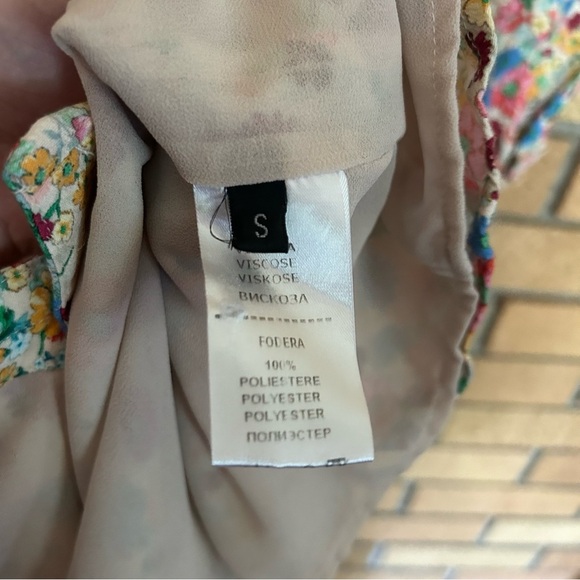 S
VISCOSE
VISKOSE
ВИСКОЗА
FODERA
100%
POLIESTERE
POLYESTER
POLYESTER
ПОЛИЭСТЕР